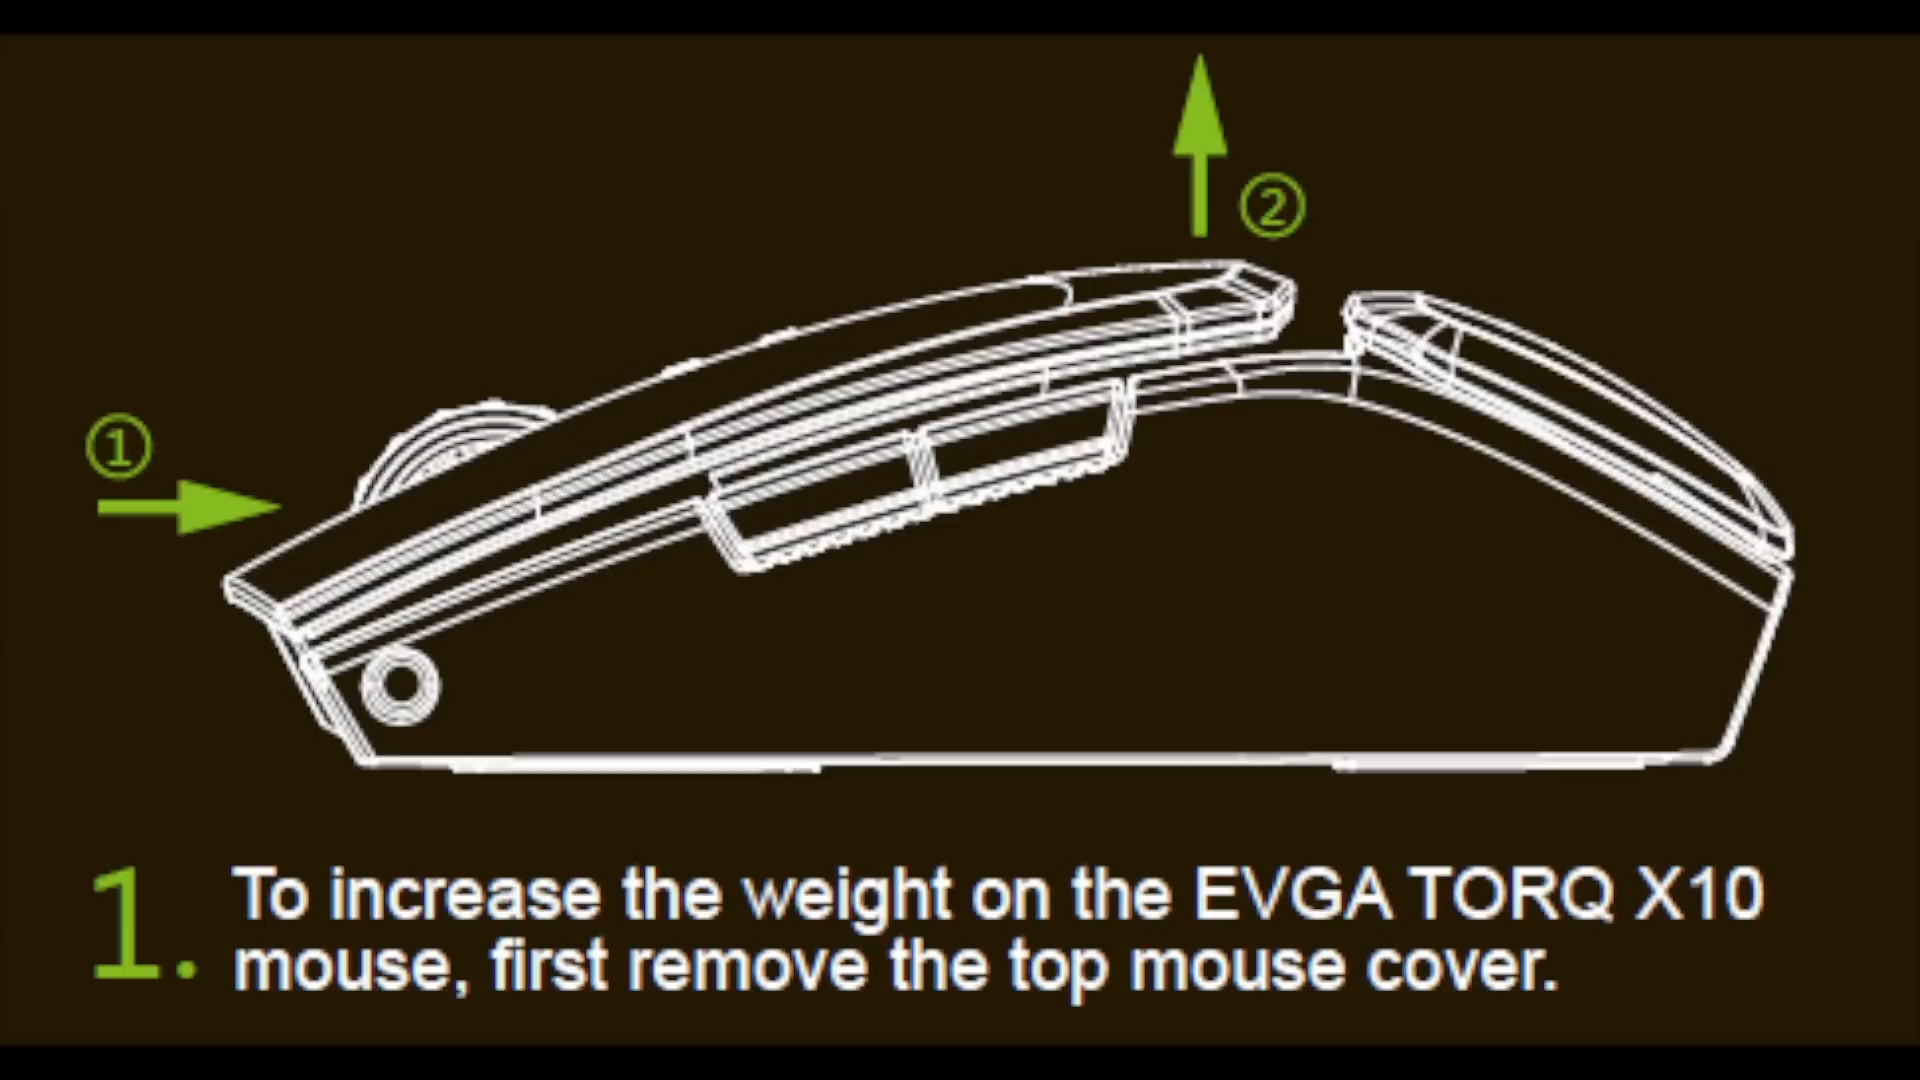 ②
①
1. To increase the weight on the EVGA TORQ X10
mouse, first remove the top mouse cover.